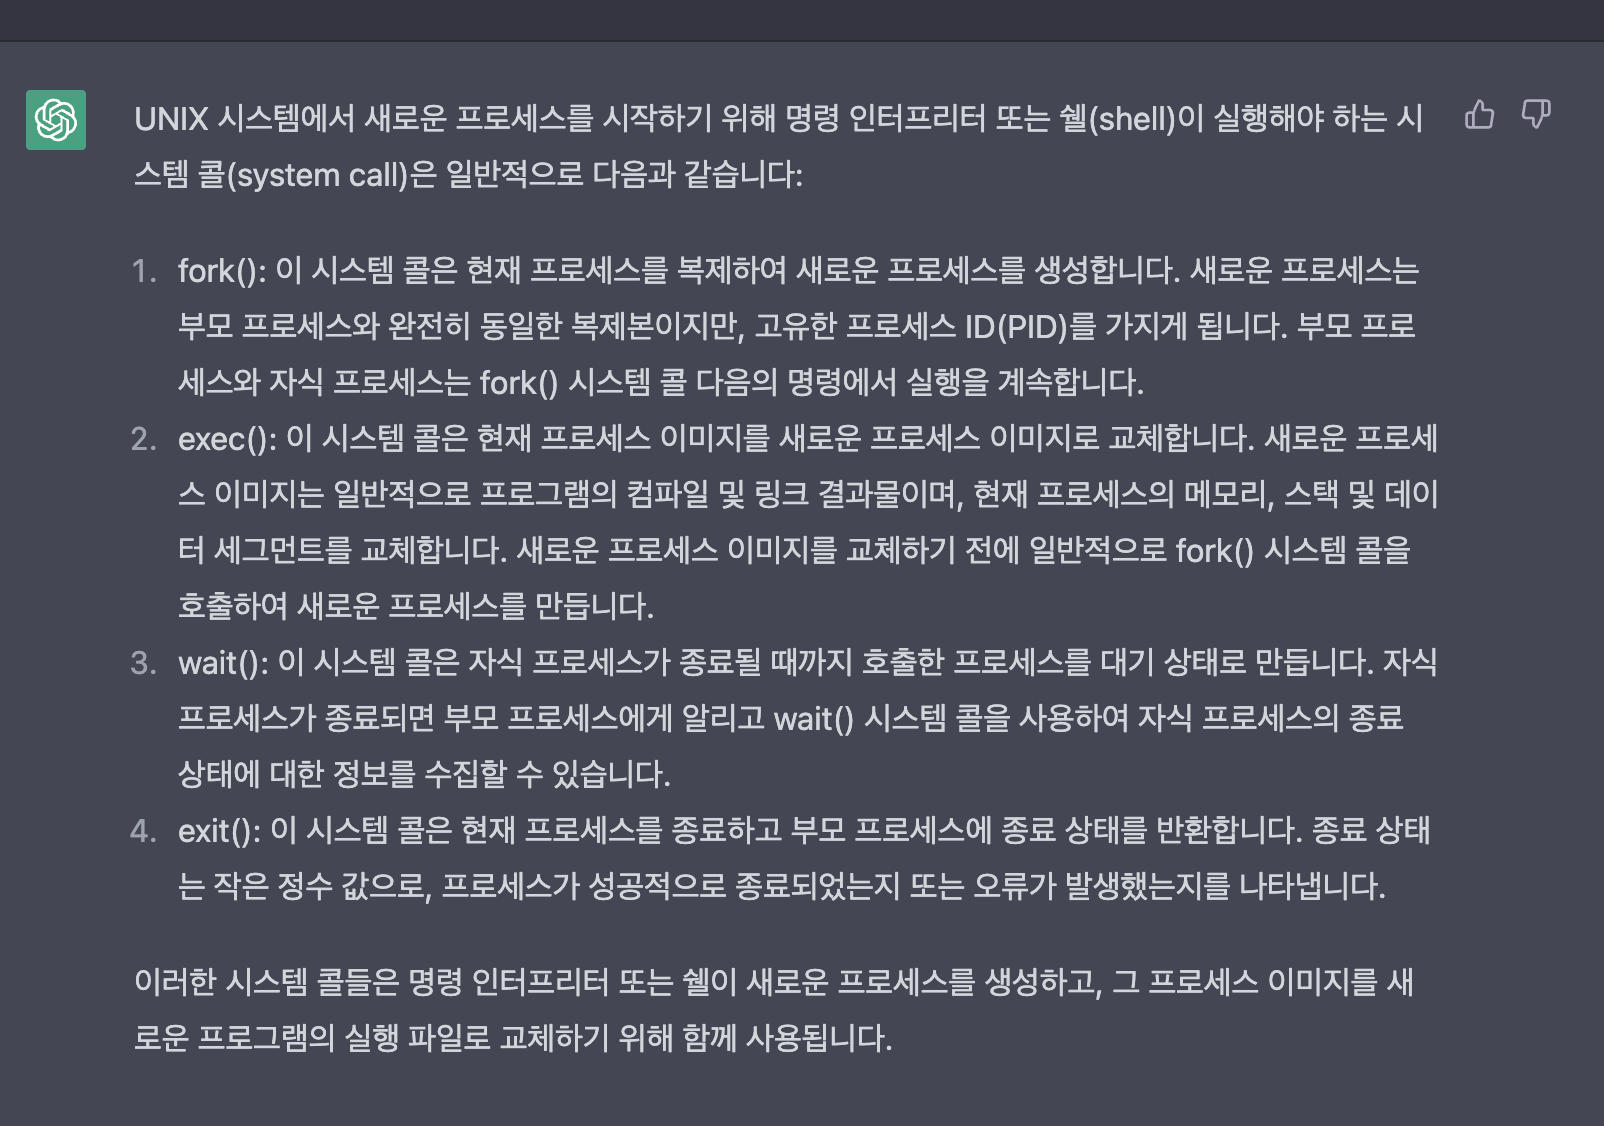 UNIX 시스템에서 새로운 프로세스를 시작하기 위해 명령 인터프리터 또는 쉘(shell)이 실행해야 하는 시
스템 콜(system call)은 일반적으로 다음과 같습니다:
1. fork(): 이 시스템 콜은 현재 프로세스를 복제하여 새로운 프로세스를 생성합니다. 새로운 프로세스는
부모 프로세스와 완전히 동일한 복제본이지만, 고유한 프로세스 ID(PID)를 가지게 됩니다. 부모 프로
세스와 자식 프로세스는 fork() 시스템 콜 다음의 명령에서 실행을 계속합니다.
2. exec(): 이 시스템 콜은 현재 프로세스 이미지를 새로운 프로세스 이미지로 교체합니다. 새로운 프로세
스 이미지는 일반적으로 프로그램의 컴파일 및 링크 결과물이며, 현재 프로세스의 메모리, 스택 및 데이
터 세그먼트를 교체합니다. 새로운 프로세스 이미지를 교체하기 전에 일반적으로 fork() 시스템 콜을
호출하여 새로운 프로세스를 만듭니다.
3. wait(): 이 시스템 콜은 자식 프로세스가 종료될 때까지 호출한 프로세스를 대기 상태로 만듭니다. 자식
프로세스가 종료되면 부모 프로세스에게 알리고 wait() 시스템 콜을 사용하여 자식 프로세스의 종료
상태에 대한 정보를 수집할 수 있습니다.
4. exit(): 이 시스템 콜은 현재 프로세스를 종료하고 부모 프로세스에 종료 상태를 반환합니다. 종료 상태
는 작은 정수 값으로, 프로세스가 성공적으로 종료되었는지 또는 오류가 발생했는지를 나타냅니다.
이러한 시스템 콜들은 명령 인터프리터 또는 쉘이 새로운 프로세스를 생성하고, 그 프로세스 이미지를 새
로운 프로그램의 실행 파일로 교체하기 위해 함께 사용됩니다.